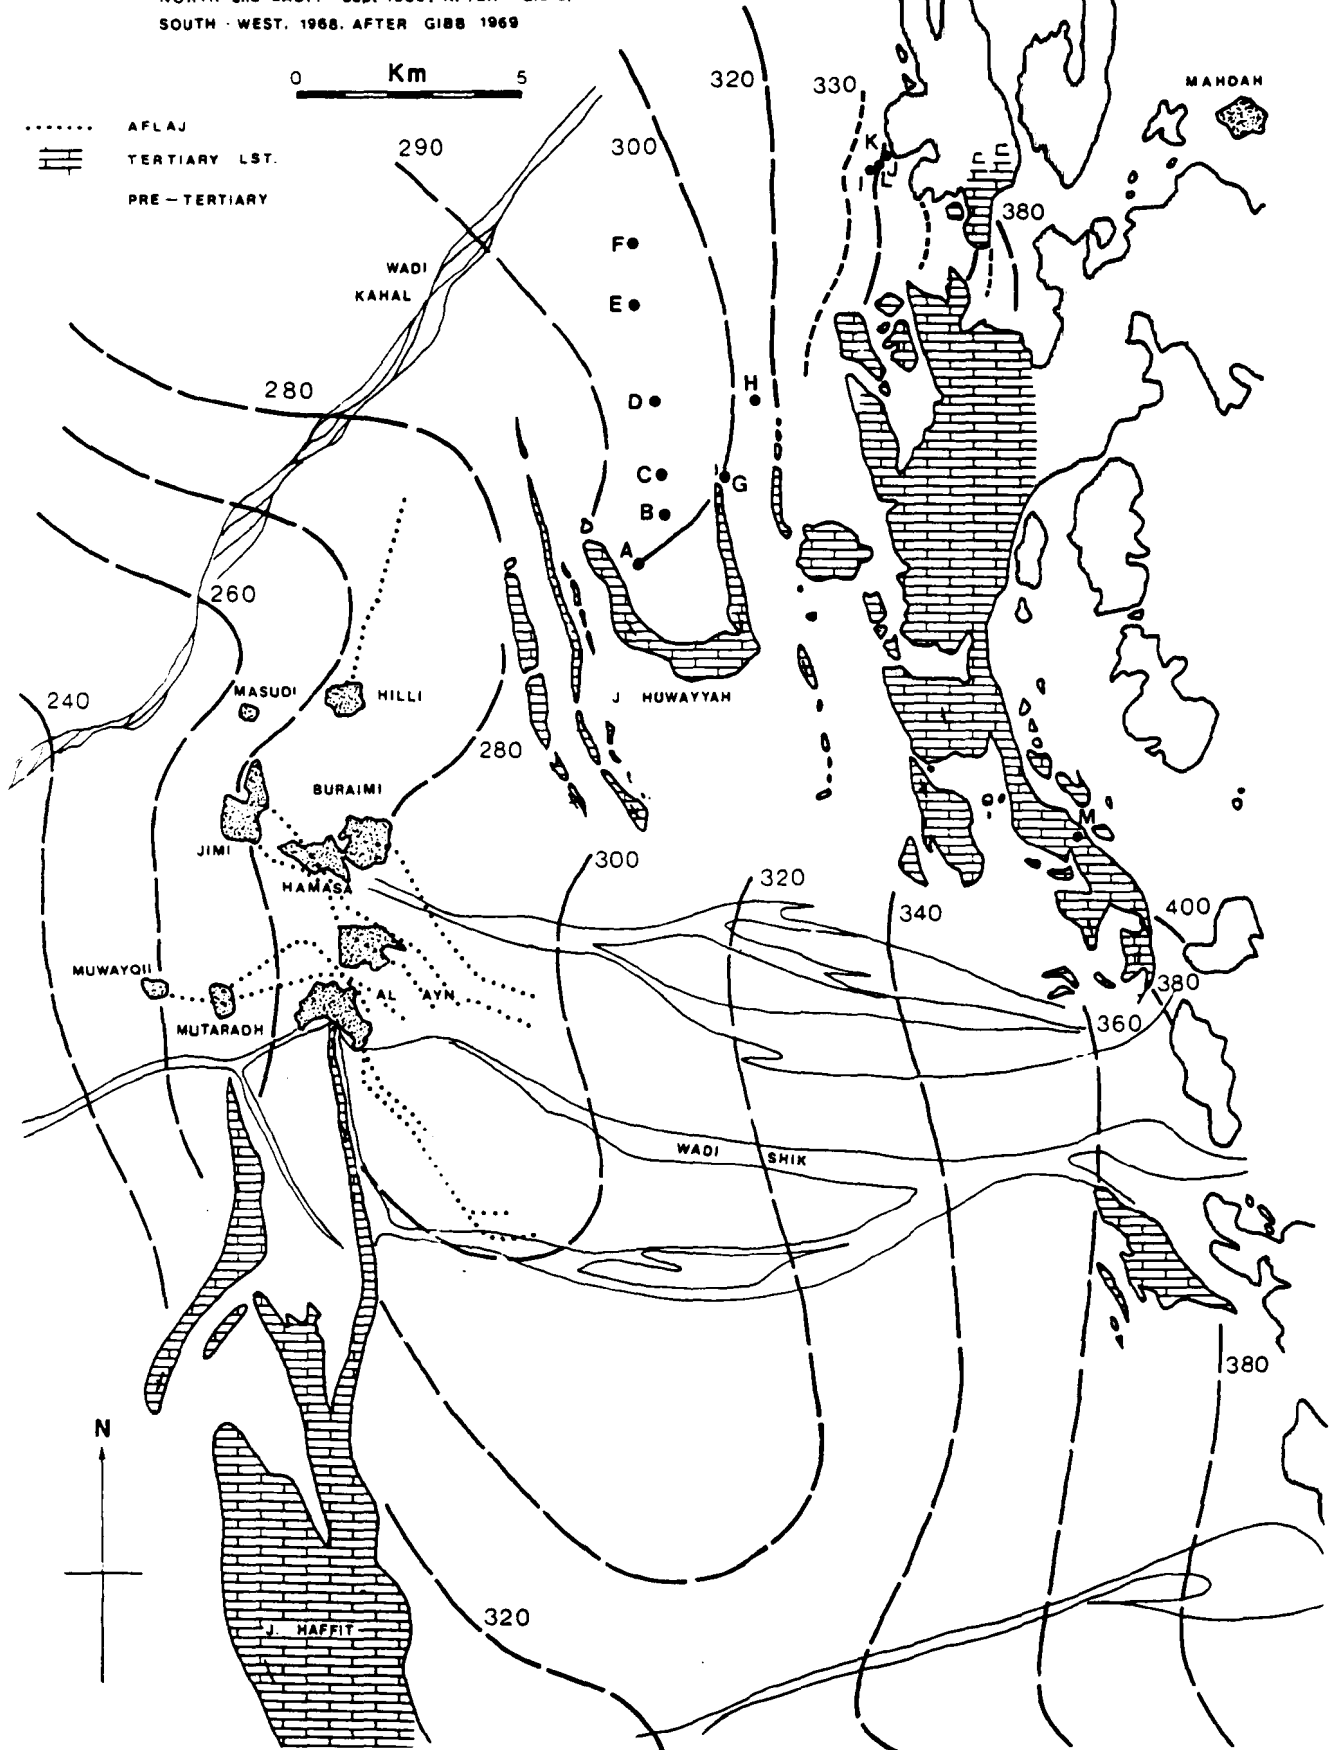 SOUTH - WEST. 1968. AFTER GIBB 1969
0 Km 5
AFLAJ
TERTIARY LST.
PRE - TERTIARY
MAHDAH
320
330
290
300
K
J
I
L
380
F
WADI
KAHAL
E
280
D
H
C
G
B
A
260
MASUDI
HILLI
J HUWAYYAH
240
280
BURAIMI
JIMI
HAMASA
M
300
320
340
400
MUWAYQII
AL AYN
380
MUTARADH
360
WADI SHIK
380
N
320
J. HAFFIT